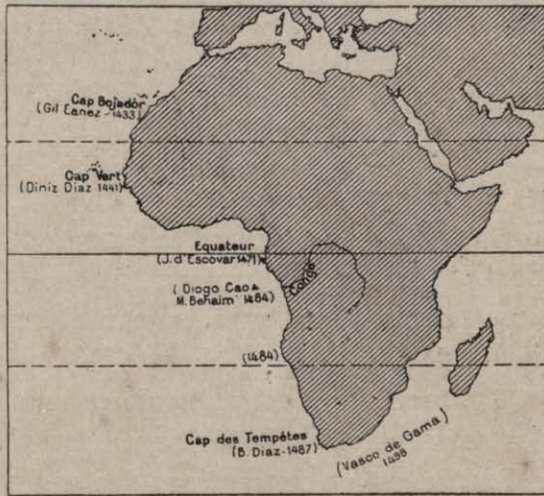 Cap Bojador
(Gil Eanez - 1433)
Cap Vert
(Diniz Diaz 1441)
Equateur
(J. d'Escovar 1471)
Congo
(Diogo Cao &
M. Behaim 1484)
(1484)
Cap des Tempêtes
(B. Diaz - 1487)
(Vasco de Gama)
1498